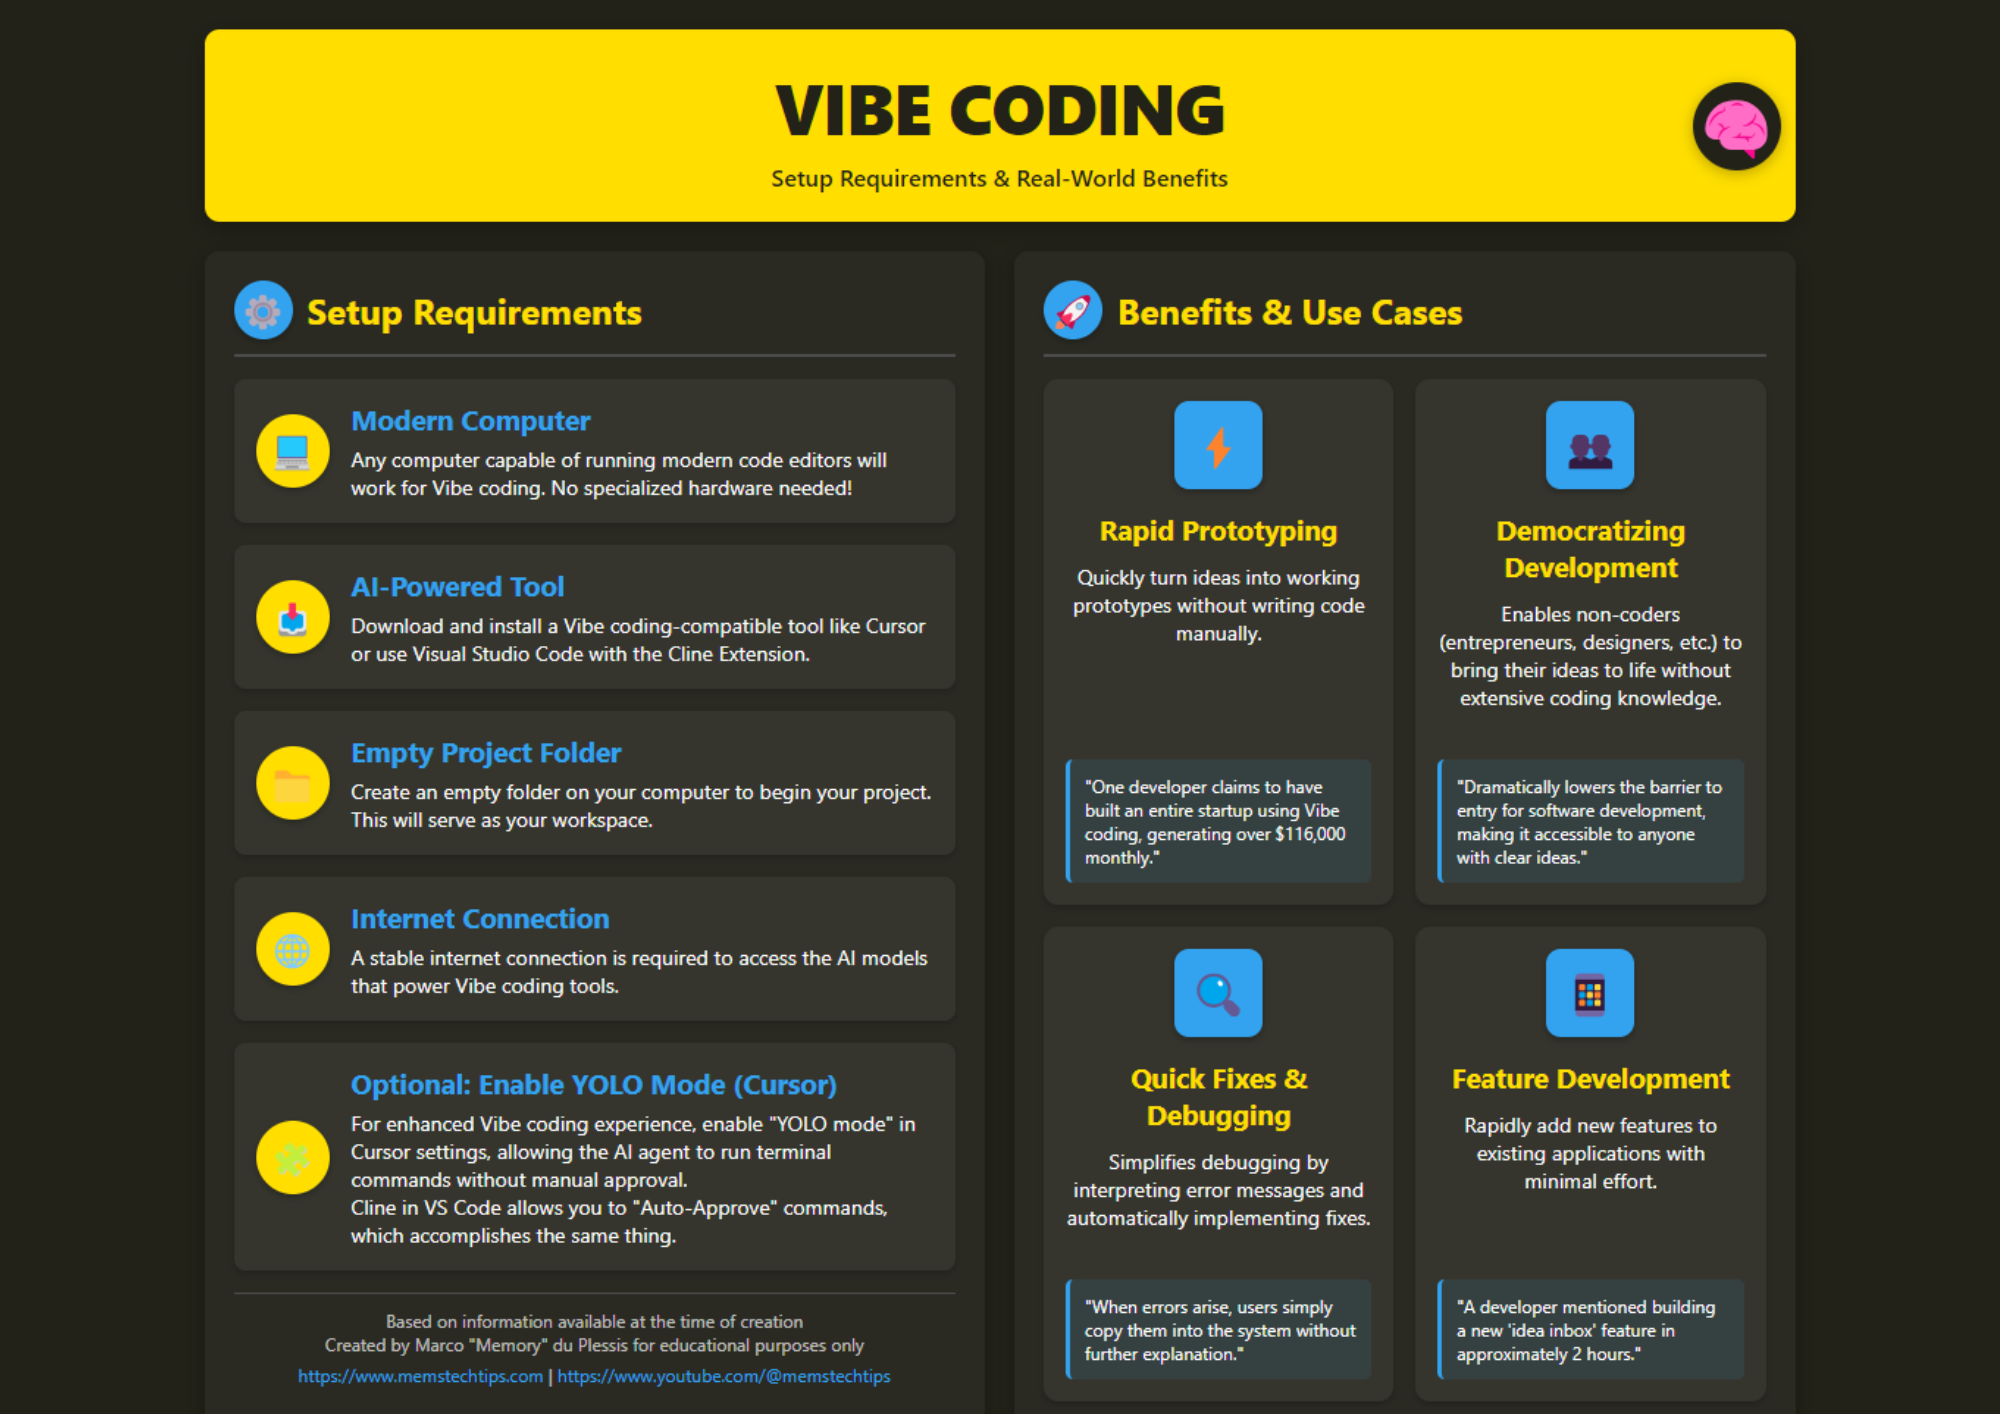 VIBE CODING
Setup Requirements & Real-World Benefits
Setup Requirements
Modern Computer
Any computer capable of running modern code editors will
work for Vibe coding. No specialized hardware needed!
AI-Powered Tool
Download and install a Vibe coding-compatible tool like Cursor
or use Visual Studio Code with the Cline Extension.
Empty Project Folder
Create an empty folder on your computer to begin your project.
This will serve as your workspace.
Internet Connection
A stable internet connection is required to access the AI models
that power Vibe coding tools.
Optional: Enable YOLO Mode (Cursor)
For enhanced Vibe coding experience, enable "YOLO mode" in
Cursor settings, allowing the AI agent to run terminal
commands without manual approval.
Cline in VS Code allows you to "Auto-Approve" commands,
which accomplishes the same thing.
Based on information available at the time of creation
Created by Marco "Memory" du Plessis for educational purposes only
https://www.memstechtips.com | https://www.youtube.com/@memstechtips
Benefits & Use Cases
Rapid Prototyping
Quickly turn ideas into working
prototypes without writing code
manually.
"One developer claims to have
built an entire startup using Vibe
coding, generating over $116,000
monthly."
Democratizing
Development
Enables non-coders
(entrepreneurs, designers, etc.) to
bring their ideas to life without
extensive coding knowledge.
"Dramatically lowers the barrier to
entry for software development,
making it accessible to anyone
with clear ideas."
Quick Fixes &
Debugging
Simplifies debugging by
interpreting error messages and
automatically implementing fixes.
"When errors arise, users simply
copy them into the system without
further explanation."
Feature Development
Rapidly add new features to
existing applications with
minimal effort.
"A developer mentioned building
a new 'idea inbox' feature in
approximately 2 hours."